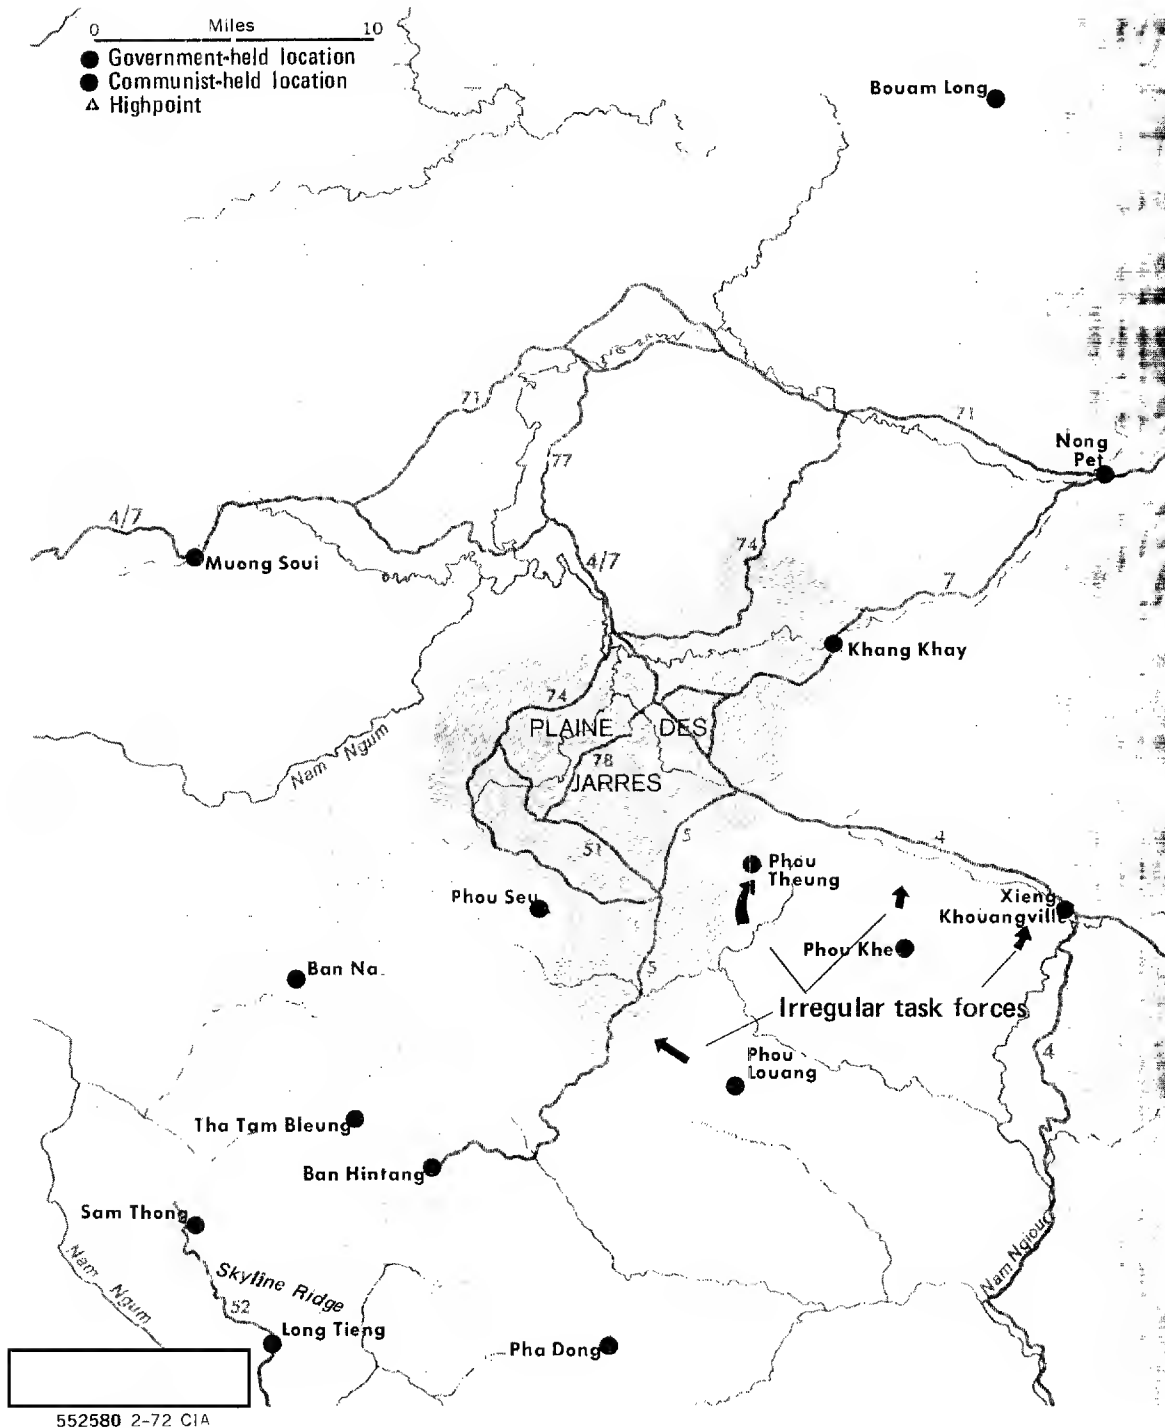 0 Miles 10
Government-held location
Communist-held location
Highpoint
Bouam Long
71
71
Nong
Pet
77
4/7
Muong Soui
4/7
74
7
Khang Khay
74
PLAINE DES
78
JARRES
Nam Ngum
5
4
51
Phou
Theung
Phou Seu
Xieng
Khouangville
Phou Khe
Ban Na
5
Irregular task forces
4
Phou
Louang
Tha Tam Bleung
Ban Hintang
Sam Thong
Nam Ngum
Skyline Ridge
Nam Ngiou
52
Long Tieng
Pha Dong
552580 2-72 CIA